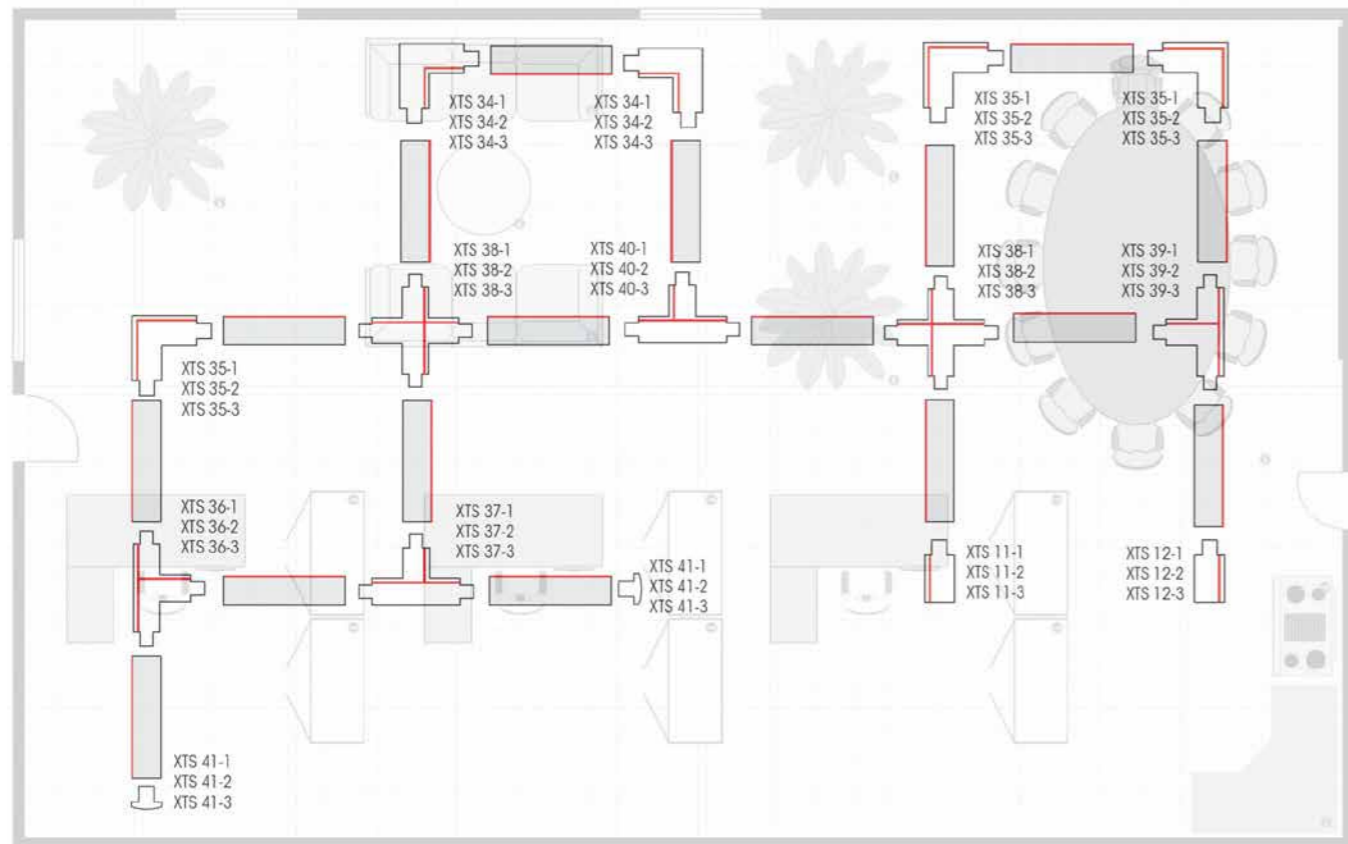 XTS 34-1
XTS 34-2
XTS 34-3
XTS 34-1
XTS 34-2
XTS 34-3
XTS 35-1
XTS 35-2
XTS 35-3
XTS 35-1
XTS 35-2
XTS 35-3
XTS 38-1
XTS 38-2
XTS 38-3
XTS 40-1
XTS 40-2
XTS 40-3
XTS 38-1
XTS 38-2
XTS 38-3
XTS 39-1
XTS 39-2
XTS 39-3
XTS 35-1
XTS 35-2
XTS 35-3
XTS 36-1
XTS 36-2
XTS 36-3
XTS 37-1
XTS 37-2
XTS 37-3
XTS 41-1
XTS 41-2
XTS 41-3
XTS 11-1
XTS 11-2
XTS 11-3
XTS 12-1
XTS 12-2
XTS 12-3
XTS 41-1
XTS 41-2
XTS 41-3